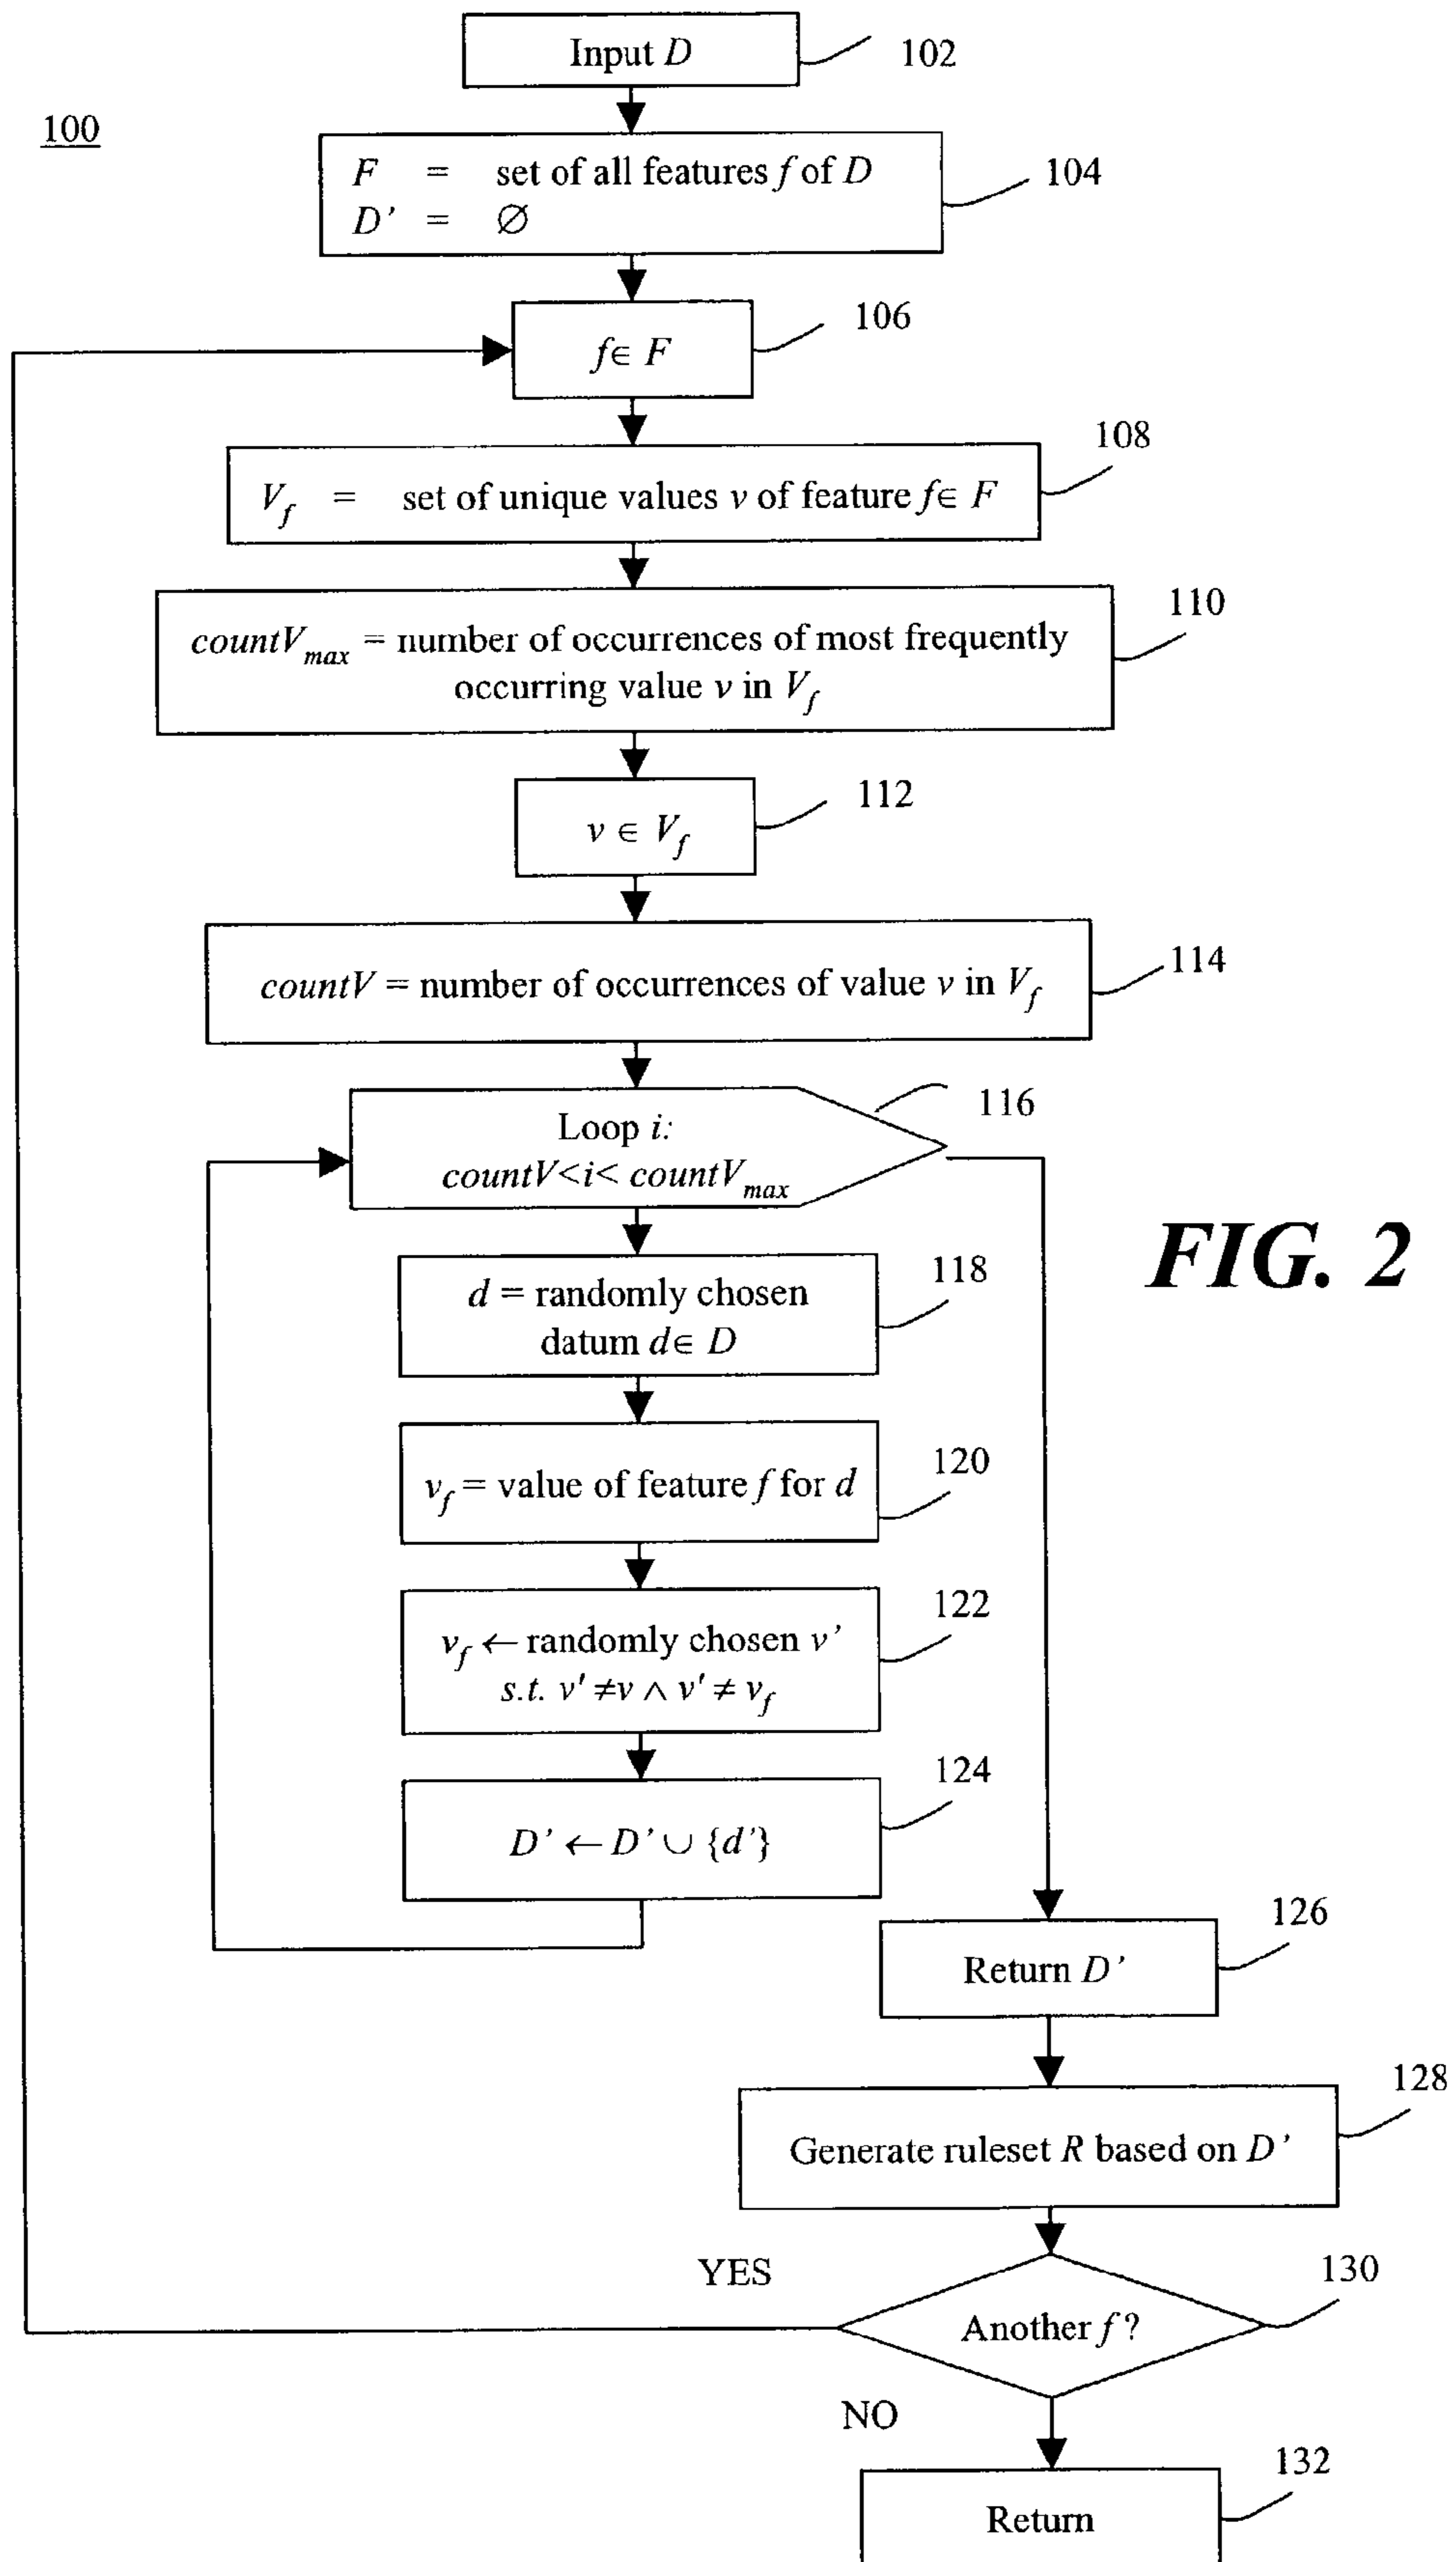 Input D
102
100
F = set of all features f of D
D' = ∅
104
f∈ F
106
V_f = set of unique values v of feature f∈ F
108
countV_max = number of occurrences of most frequently
occurring value v in V_f
110
v ∈ V_f
112
countV = number of occurrences of value v in V_f
114
Loop i:
countV<i< countV_max
116
FIG. 2
d = randomly chosen
datum d∈ D
118
v_f = value of feature f for d
120
v_f ← randomly chosen v'
s.t. v' ≠v ∧ v' ≠ v_f
122
D' ← D' ∪ {d'}
124
Return D'
126
Generate ruleset R based on D'
128
YES
Another f ?
130
NO
Return
132